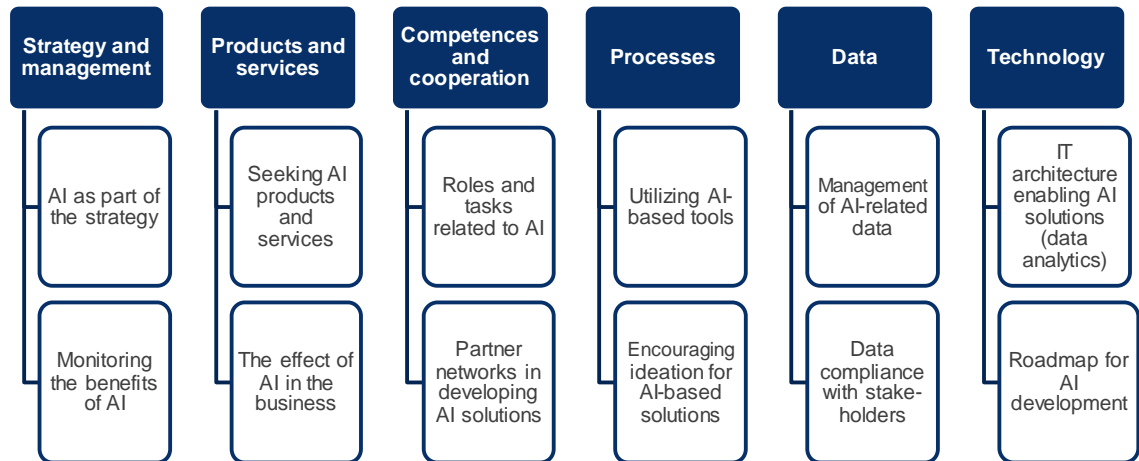 Strategy and
management
AI as part of
the strategy
Monitoring
the benefits
of AI
Products and
services
Seeking AI
products
and
services
The effect of
AI in the
business
Competences
and
cooperation
Roles and
tasks
related to AI
Partner
networks in
developing
AI solutions
Processes
Utilizing AI-
based tools
Encouraging
ideation for
AI-based
solutions
Data
Management
of AI-related
data
Data
compliance
with stake-
holders
Technology
IT
architecture
enabling AI
solutions
(data
analytics)
Roadmap for
AI
development